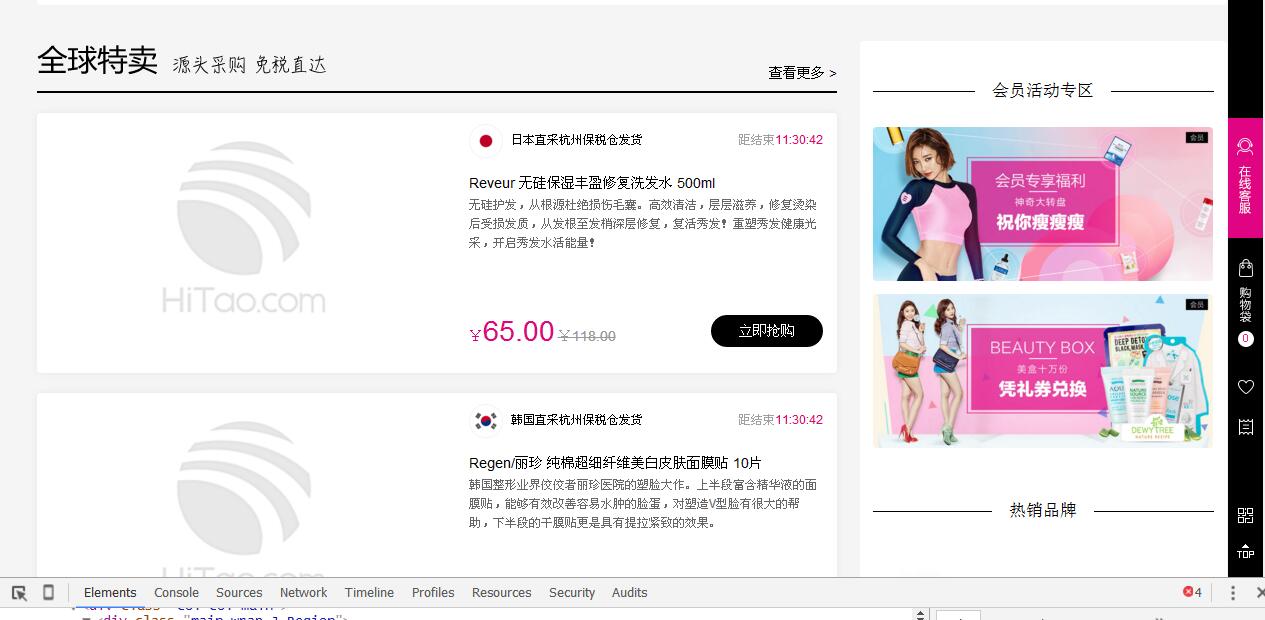 全球特卖 源头采购 免税直达
查看更多 >
HiTao.com
日本直采杭州保税仓发货
距结束11:30:42
Reveur 无硅保湿丰盈修复洗发水 500ml
无硅护发，从根源杜绝损伤毛囊。高效清洁，层层滋养，修复烫染
后受损发质，从发根至发梢深层修复，复活秀发！重塑秀发健康光
采，开启秀发水活能量！
¥65.00 ¥118.00
立即抢购
HiTao.com
韩国直采杭州保税仓发货
距结束11:30:42
Regen/丽珍 纯棉超细纤维美白皮肤面膜贴 10片
韩国整形业界佼佼者丽珍医院的塑脸大作。上半段富含精华液的面
膜贴，能够有效改善容易水肿的脸蛋，对塑造V型脸有很大的帮
助，下半段的干膜贴更是具有提拉紧致的效果。
会员活动专区
会员
会员专享福利
神奇大转盘
祝你瘦瘦瘦
会员
BEAUTY BOX
美盒十万份
凭礼券兑换
DEEP DETOX
BLACK MASK
DEWYTREE
NATURE RECIPE
热销品牌
在线客服
购物袋
0
TOP
Elements Console Sources Network Timeline Profiles Resources Security Audits
4
<div class="main-wrap J_Region">